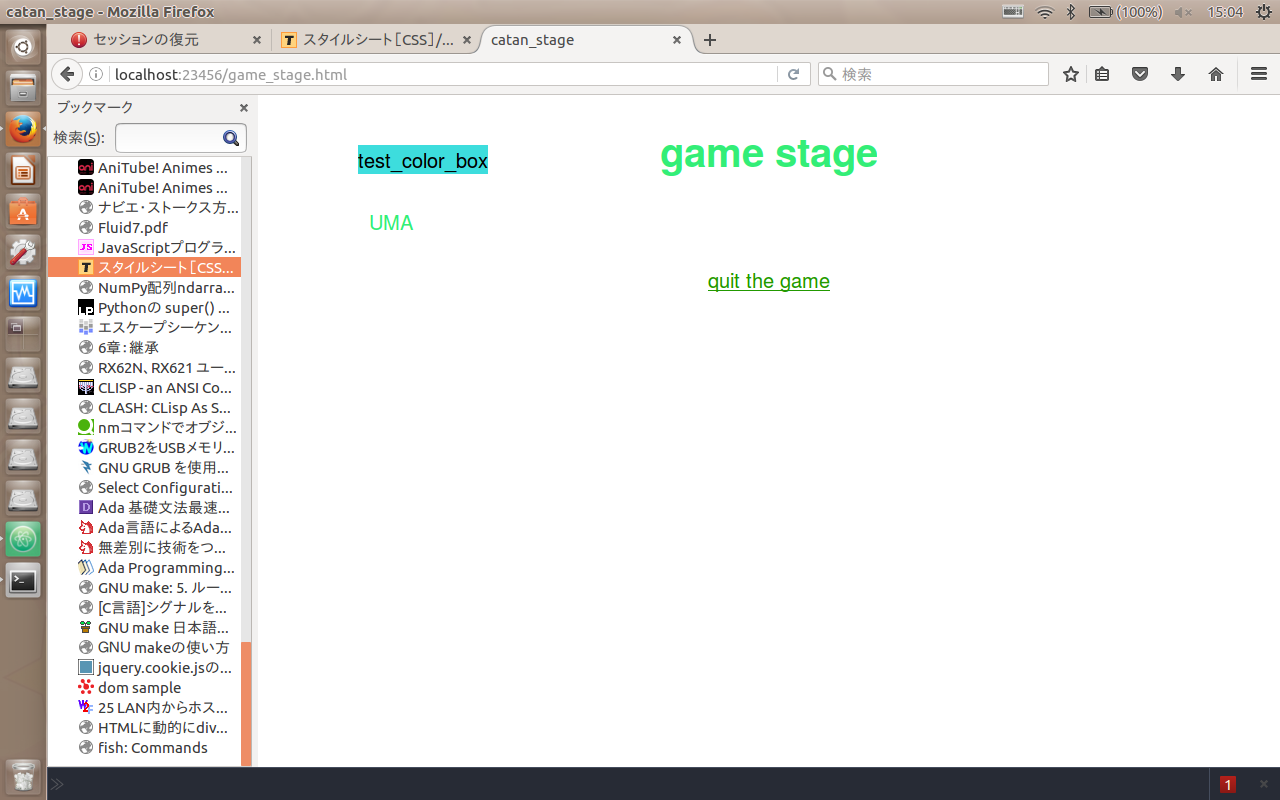 catan_stage - Mozilla Firefox
(100%)
15:04
セッションの復元
スタイルシート[CSS]/...
catan_stage
localhost:23456/game_stage.html
検索
ブックマーク
検索(S):
AniTube! Animes ...
AniTube! Animes ...
ナビエ・ストークス方...
Fluid7.pdf
JavaScriptプログラ...
スタイルシート[CSS...
NumPy配列ndarra...
Pythonの super() ...
エスケープシーケン...
6章:継承
RX62N、RX621 ユー...
CLISP - an ANSI Co...
CLASH: CLisp As S...
nmコマンドでオブジ...
GRUB2をUSBメモリ...
GNU GRUB を使用...
Select Configurati...
Ada 基礎文法最速...
Ada言語によるAda...
無差別に技術をつ...
Ada Programming...
GNU make: 5. ルー...
[C言語]シグナルを...
GNU make 日本語...
GNU makeの使い方
jquery.cookie.jsの...
dom sample
25 LAN内からホス...
HTMLに動的にdiv...
fish: Commands
test_color_box
game stage
UMA
quit the game
1